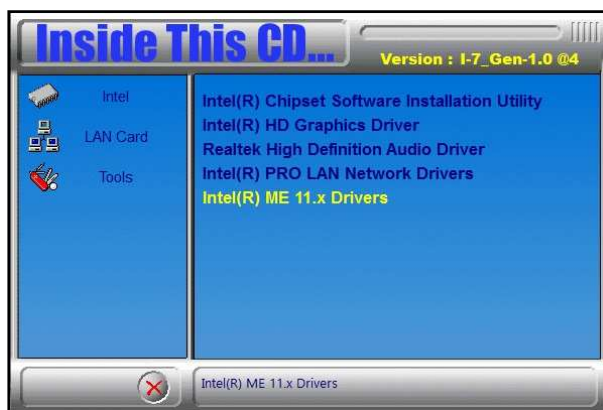 Inside This CD...
Version : I-7_Gen-1.0 @4
Intel
LAN Card
Tools
Intel(R) Chipset Software Installation Utility
Intel(R) HD Graphics Driver
Realtek High Definition Audio Driver
Intel(R) PRO LAN Network Drivers
Intel(R) ME 11.x Drivers
Intel(R) ME 11.x Drivers